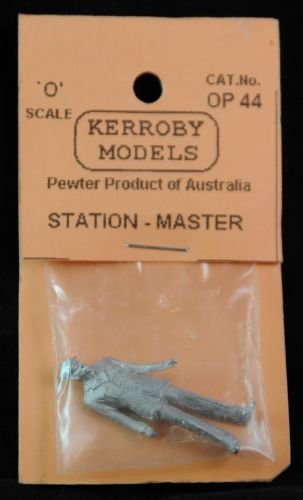 'O'
SCALE
CAT.No.
OP 44
KERROBY
MODELS
Pewter Product of Australia
STATION - MASTER